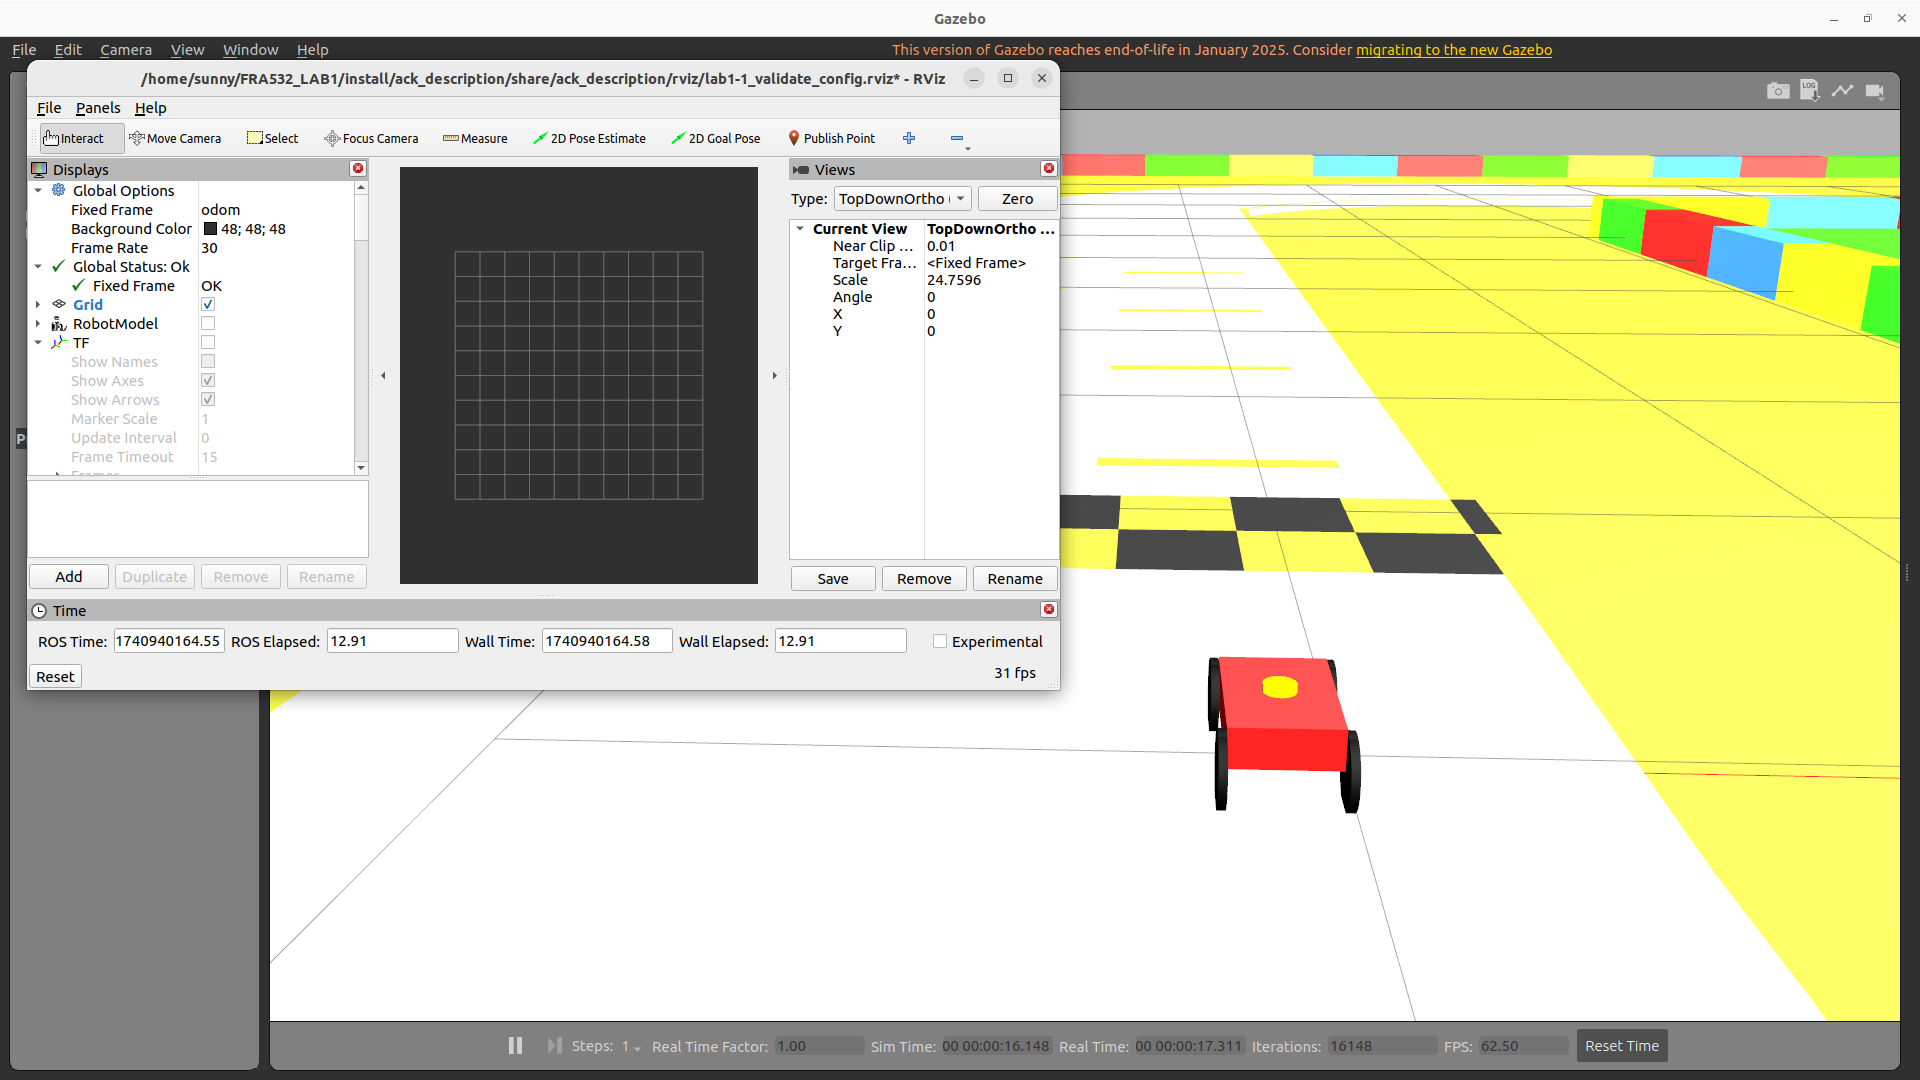 Gazebo
File Edit Camera View Window Help
This version of Gazebo reaches end-of-life in January 2025. Consider migrating to the new Gazebo
/home/sunny/FRA532_LAB1/install/ack_description/share/ack_description/rviz/lab1-1_validate_config.rviz* - RViz
File Panels Help
Interact Move Camera Select Focus Camera Measure 2D Pose Estimate 2D Goal Pose Publish Point
Displays
Global Options
Fixed Frame odom
Background Color 48; 48; 48
Frame Rate 30
Global Status: Ok
Fixed Frame OK
Grid
RobotModel
TF
Show Names
Show Axes
Show Arrows
Marker Scale 1
Update Interval 0
Frame Timeout 15
Frames
Add Duplicate Remove Rename
Views
Type: TopDownOrtho Zero
Current View TopDownOrtho ...
Near Clip ... 0.01
Target Fra... <Fixed Frame>
Scale 24.7596
Angle 0
X 0
Y 0
Save Remove Rename
Time
ROS Time: 1740940164.55 ROS Elapsed: 12.91 Wall Time: 1740940164.58 Wall Elapsed: 12.91 Experimental
Reset 31 fps
P
LOG
Steps: 1 Real Time Factor: 1.00 Sim Time: 00 00:00:16.148 Real Time: 00 00:00:17.311 Iterations: 16148 FPS: 62.50 Reset Time